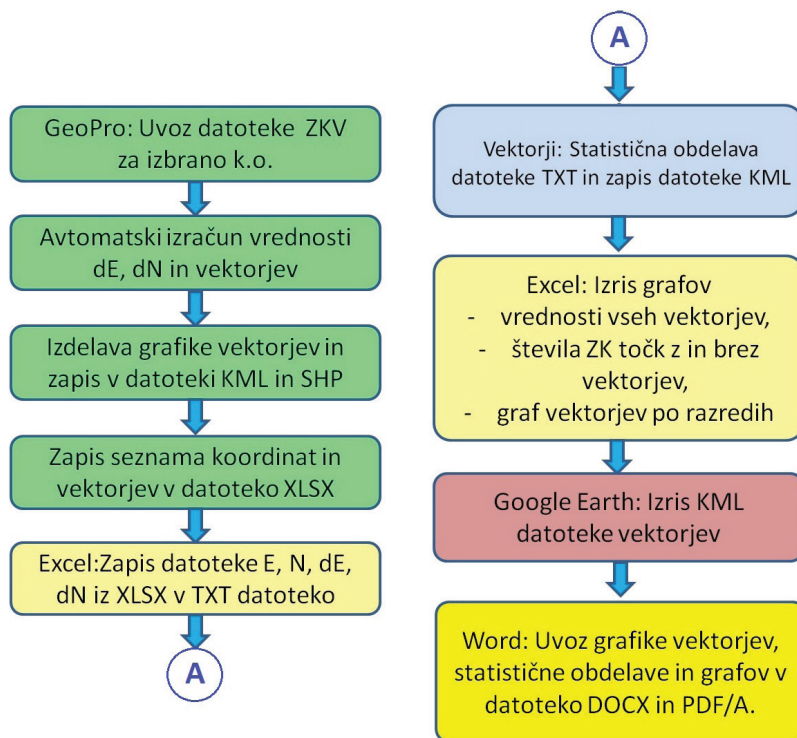 GeoPro: Uvoz datoteke ZKV
za izbrano k.o.
Avtomatski izračun vrednosti
dE, dN in vektorjev
Izdelava grafike vektorjev in
zapis v datoteki KML in SHP
Zapis seznama koordinat in
vektorjev v datoteko XLSX
Excel:Zapis datoteke E, N, dE,
dN iz XLSX v TXT datoteko
A
A
Vektorji: Statistična obdelava
datoteke TXT in zapis datoteke KML
Excel: Izris grafov
- vrednosti vseh vektorjev,
- števila ZK točk z in brez
vektorjev,
- graf vektorjev po razredih
Google Earth: Izris KML
datoteke vektorjev
Word: Uvoz grafike vektorjev,
statistične obdelave in grafov v
datoteko DOCX in PDF/A.